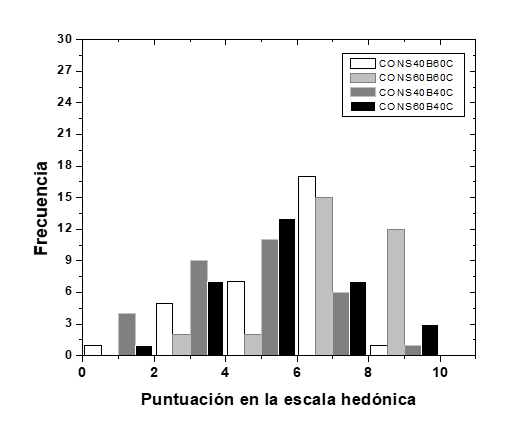 30
27
24
21
18
15
12
9
6
3
0
Frecuencia
CONS40B60C
CONS60B60C
CONS40B40C
CONS60B40C
0 2 4 6 8 10
Puntuación en la escala hedónica